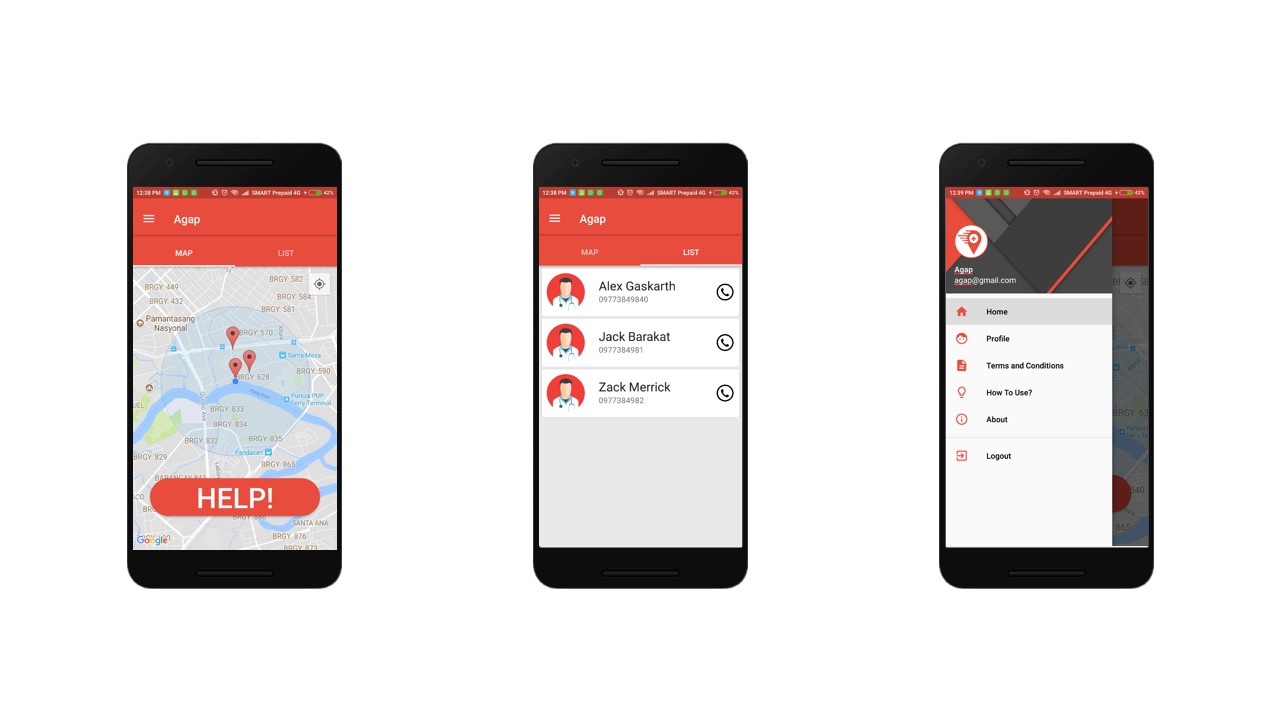 12:38 PM
SMART Prepaid 4G
42%
Agap
MAP
LIST
BRGY. 582
BRGY 449
BRGY. 584
BRGY 432
BRGY 581
Pamantasang
Nasyonal
BRGY 570
Santa Mesa
BRGY 590
BRGY 628
Pureza PUP
Ferry Terminal
BRGY 833
BRGY 834
BRGY 832
BRGY 835
Pandacan
BRGY 829
BRGY. 865
BARANGAY 843
HELP!
SANTA ANA
BRGY 876
BRGY. 873
Google
12:38 PM
SMART Prepaid 4G
42%
Agap
MAP
LIST
Alex Gaskarth
09773849840
Jack Barakat
0977384981
Zack Merrick
0977384982
12:39 PM
SMART Prepaid 4G
42%
Agap
agap@gmail.com
Home
Profile
Terms and Conditions
How To Use?
About
Logout